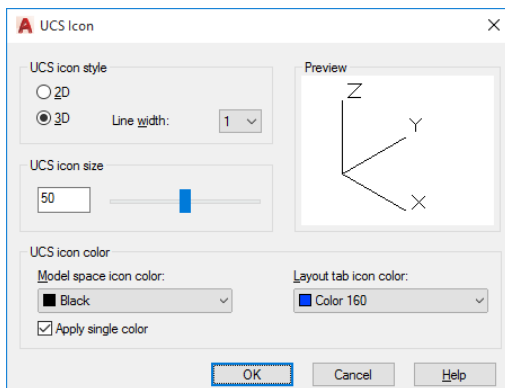 UCS Icon
UCS icon style
2D
3D
Line width:
1
Preview
Z
Y
X
UCS icon size
50
UCS icon color
Model space icon color:
Black
Apply single color
Layout tab icon color:
Color 160
OK
Cancel
Help